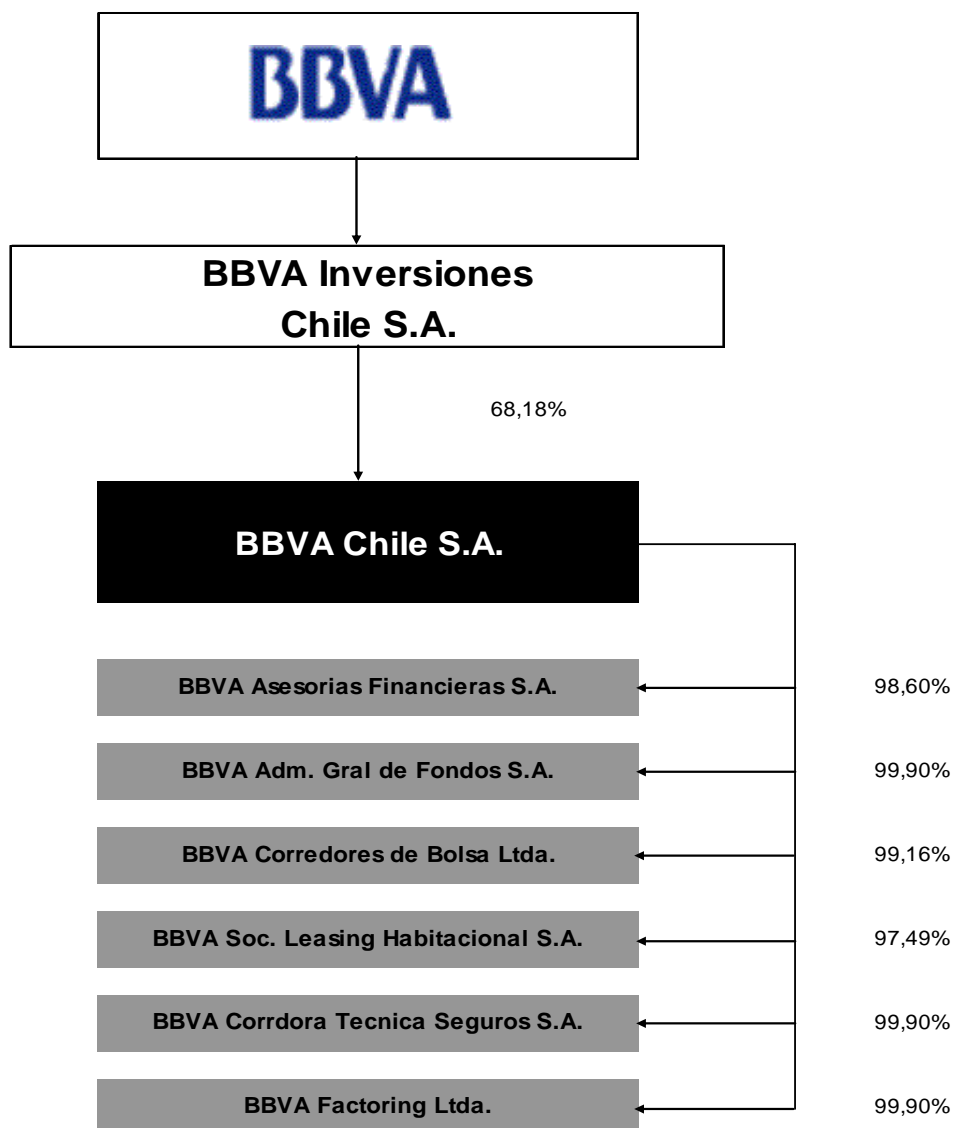 BBVA
BBVA Inversiones
Chile S.A.
68,18%
BBVA Chile S.A.
BBVA Asesorias Financieras S.A.
98,60%
BBVA Adm. Gral de Fondos S.A.
99,90%
BBVA Corredores de Bolsa Ltda.
99,16%
BBVA Soc. Leasing Habitacional S.A.
97,49%
BBVA Corrdora Tecnica Seguros S.A.
99,90%
BBVA Factoring Ltda.
99,90%